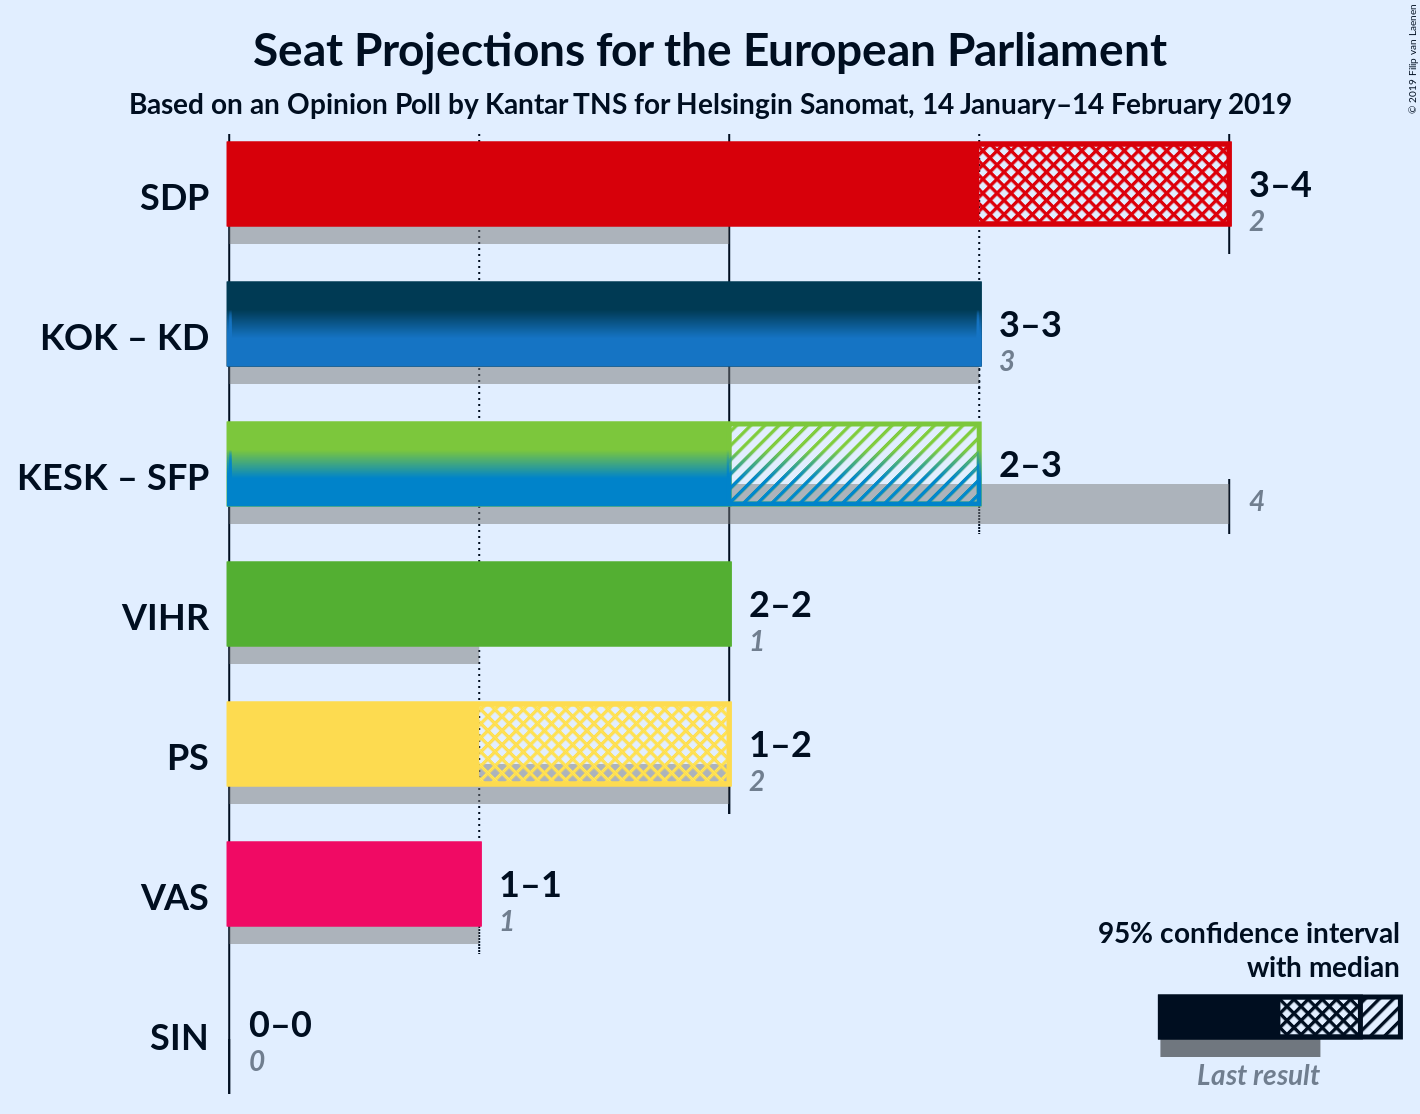 Seat Projections for the European Parliament
Based on an Opinion Poll by Kantar TNS for Helsingin Sanomat, 14 January–14 February 2019
© 2019 Filip van Laenen
SDP
3–4
2
KOK – KD
3–3
3
KESK – SFP
2–3
4
VIHR
2–2
1
PS
1–2
2
VAS
1–1
1
SIN
0–0
0
95% confidence interval
with median
Last result